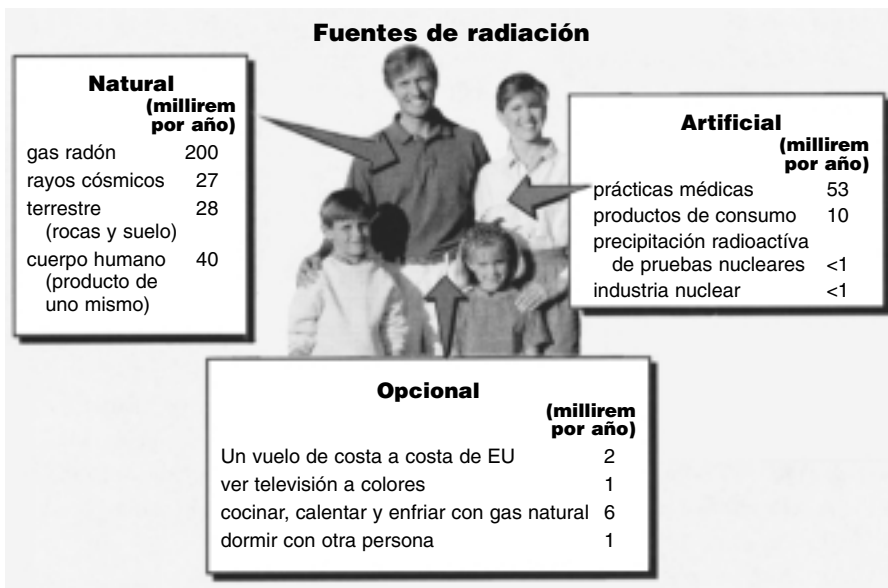 Fuentes de radiación
Natural
(millirem
por año)
gas radón 200
rayos cósmicos 27
terrestre 28
(rocas y suelo)
cuerpo humano 40
(producto de
uno mismo)
Artificial
(millirem
por año)
prácticas médicas 53
productos de consumo 10
precipitación radioactíva
de pruebas nucleares <1
industria nuclear <1
Opcional
(millirem
por año)
Un vuelo de costa a costa de EU 2
ver televisión a colores 1
cocinar, calentar y enfriar con gas natural 6
dormir con otra persona 1